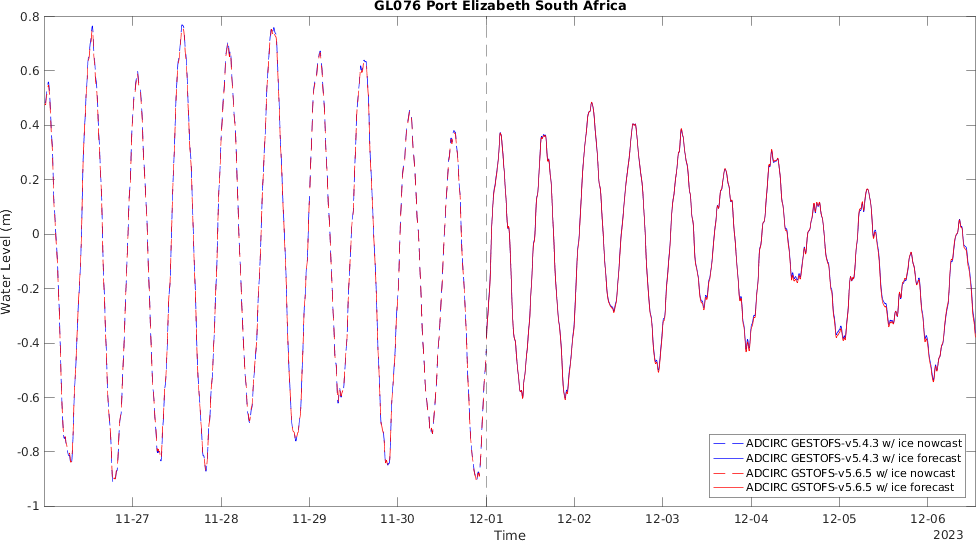 GL076 Port Elizabeth South Africa
0.8
0.6
0.4
0.2
0
-0.2
-0.4
-0.6
-0.8
-1
Water Level (m)
11-27 11-28 11-29 11-30 12-01 12-02 12-03 12-04 12-05 12-06
Time
2023
ADCIRC GESTOFS-v5.4.3 w/ ice nowcast
ADCIRC GESTOFS-v5.4.3 w/ ice forecast
ADCIRC GSTOFS-v5.6.5 w/ ice nowcast
ADCIRC GSTOFS-v5.6.5 w/ ice forecast